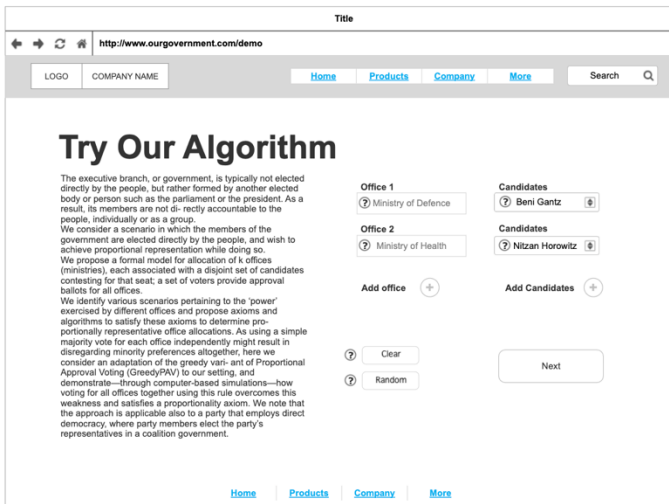 Title
http://www.ourgovernment.com/demo
LOGO COMPANY NAME Home Products Company More Search
Try Our Algorithm
The executive branch, or government, is typically not elected
directly by the people, but rather formed by another elected
body or person such as the parliament or the president. As a
result, its members are not di- rectly accountable to the
people, individually or as a group.
We consider a scenario in which the members of the
government are elected directly by the people, and wish to
achieve proportional representation while doing so.
We propose a formal model for allocation of k offices
(ministries), each associated with a disjoint set of candidates
contesting for that seat; a set of voters provide approval
ballots for all offices.
We identify various scenarios pertaining to the ‘power’
exercised by different offices and propose axioms and
algorithms to satisfy these axioms to determine pro-
portionally representative office allocations. As using a simple
majority vote for each office independently might result in
disregarding minority preferences altogether, here we
consider an adaptation of the greedy vari- ant of Proportional
Approval Voting (GreedyPAV) to our setting, and
demonstrate—through computer-based simulations—how
voting for all offices together using this rule overcomes this
weakness and satisfies a proportionality axiom. We note that
the approach is applicable also to a party that employs direct
democracy, where party members elect the party's
representatives in a coalition government.
Office 1 Candidates
? Ministry of Defence ? Beni Gantz
Office 2 Candidates
? Ministry of Health ? Nitzan Horowitz
Add office + Add Candidates +
? Clear
? Random
Next
Home Products Company More